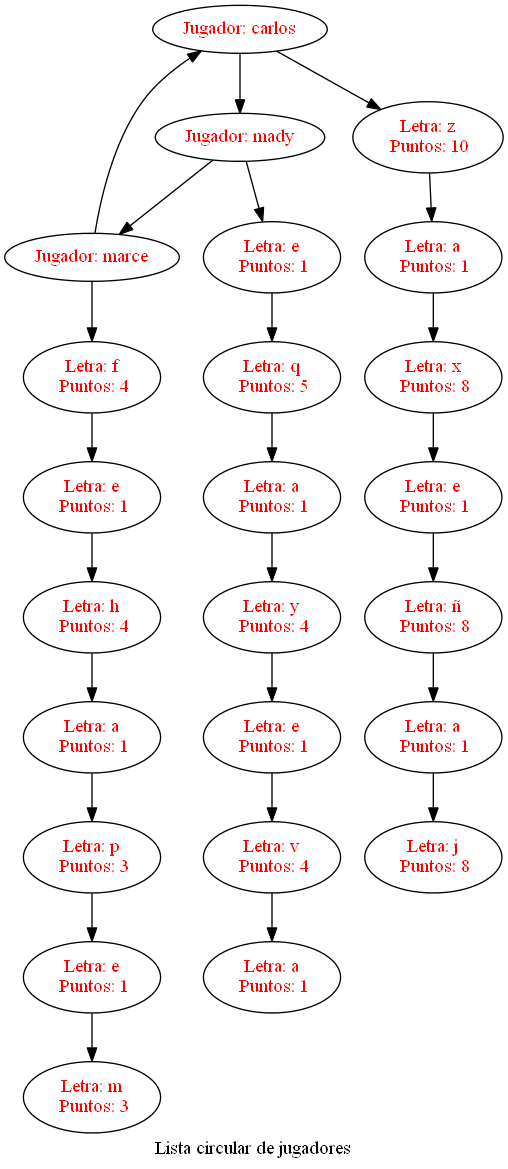 Jugador: carlos
Jugador: mady
Letra: z
Puntos: 10
Jugador: marce
Letra: e
Puntos: 1
Letra: a
Puntos: 1
Letra: f
Puntos: 4
Letra: q
Puntos: 5
Letra: x
Puntos: 8
Letra: e
Puntos: 1
Letra: a
Puntos: 1
Letra: e
Puntos: 1
Letra: h
Puntos: 4
Letra: y
Puntos: 4
Letra: ñ
Puntos: 8
Letra: a
Puntos: 1
Letra: e
Puntos: 1
Letra: a
Puntos: 1
Letra: p
Puntos: 3
Letra: v
Puntos: 4
Letra: j
Puntos: 8
Letra: e
Puntos: 1
Letra: a
Puntos: 1
Letra: m
Puntos: 3
Lista circular de jugadores